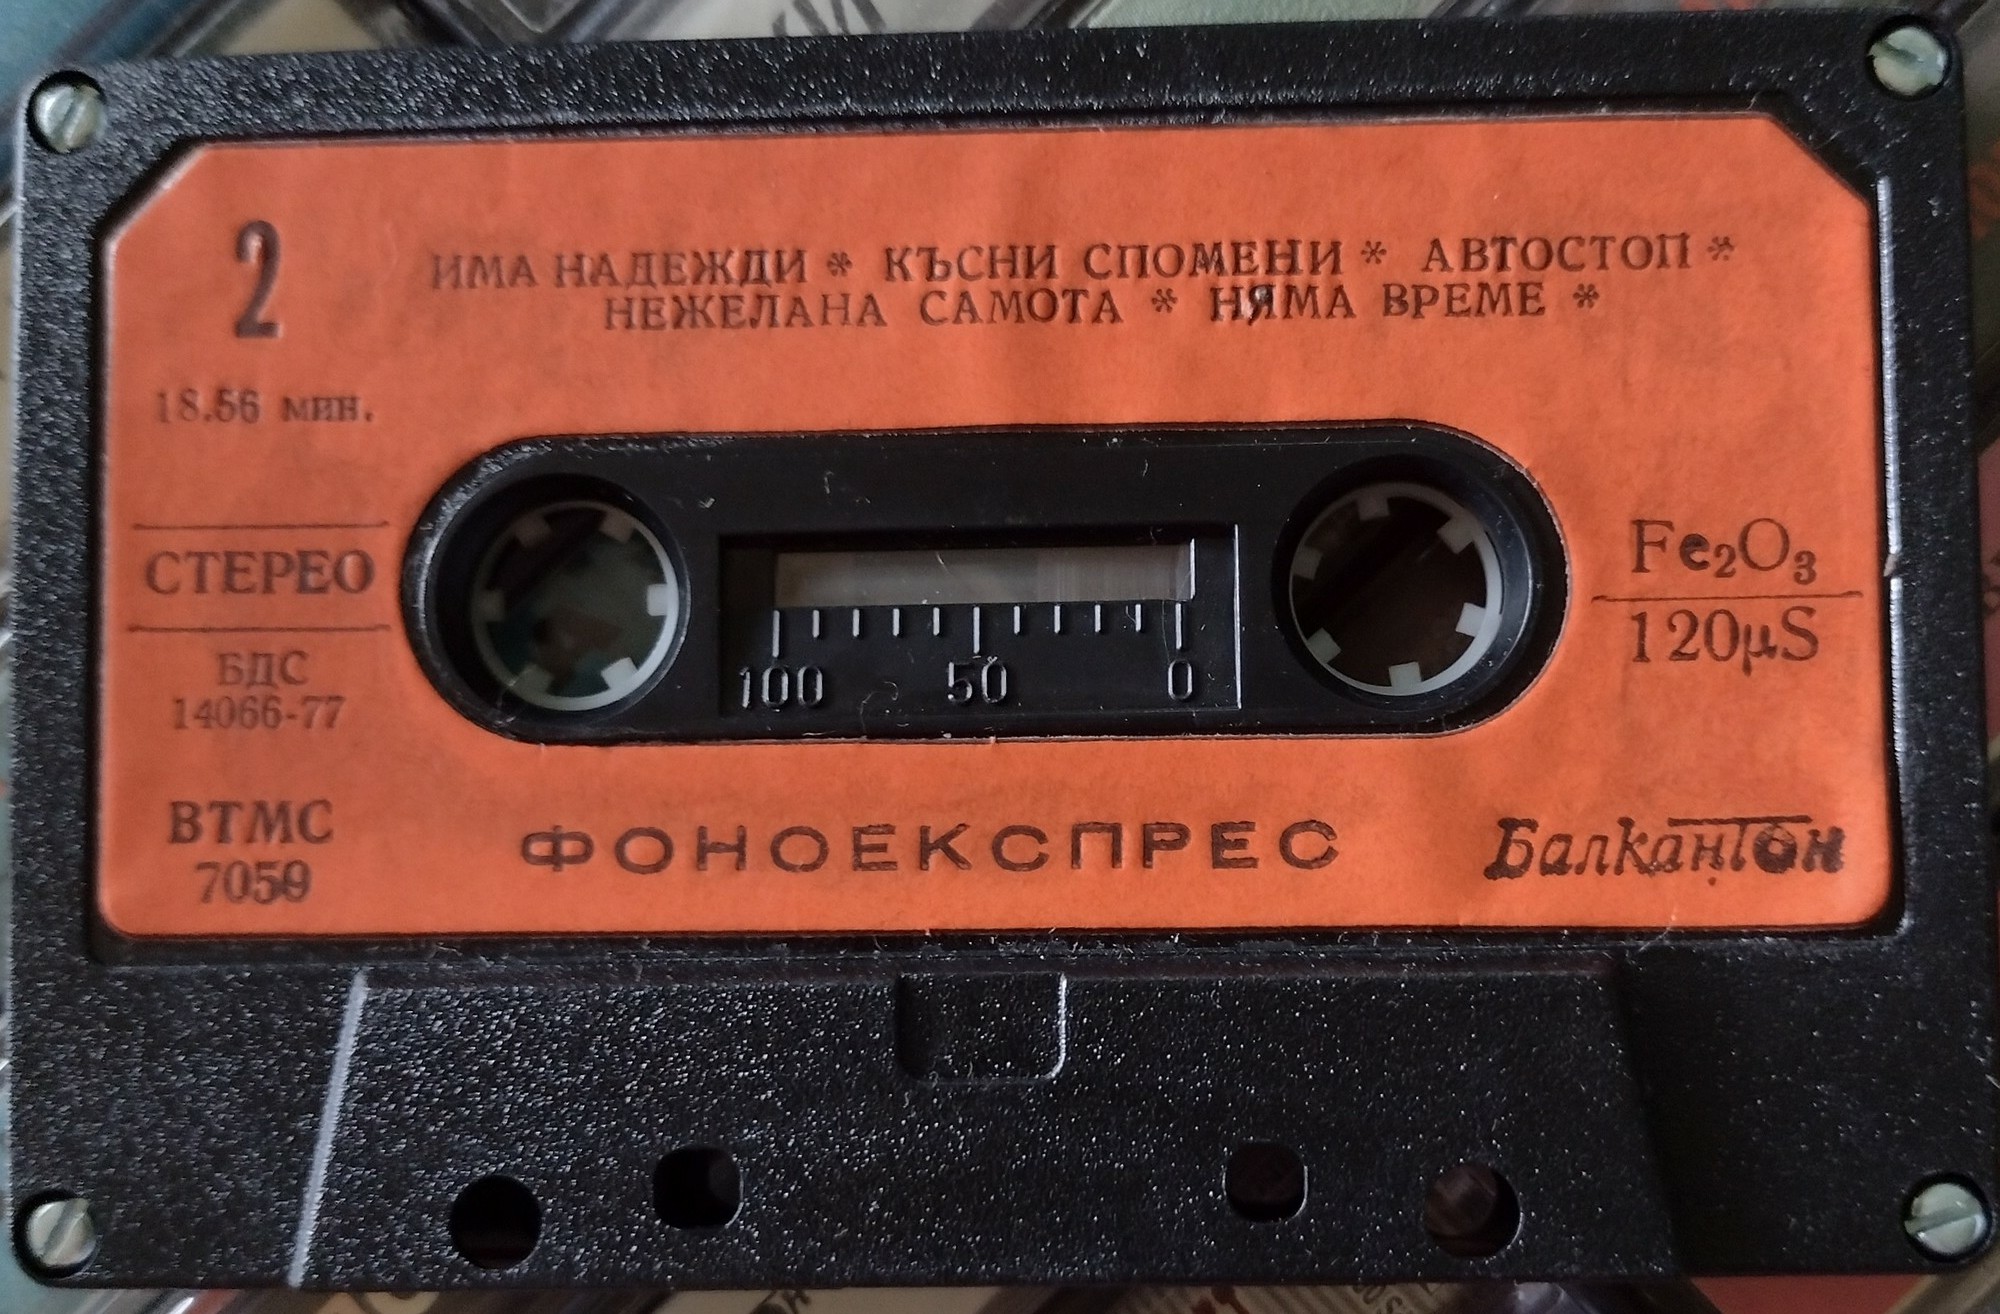 2
ИМА НАДЕЖДИ * КЪСНИ СПОМЕНИ * АВТОСТОП *
НЕЖЕЛАНА САМОТА * НЯМА ВРЕМЕ *
18.56 мин.
СТЕРЕО
БДС
14066-77
ВТМС
7059
100 50 0
Fe₂O₃
120μS
ФОНОЕКСПРЕС
Балкантон